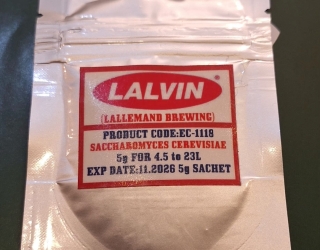 LALVIN®
(LALLEMAND BREWING)
PRODUCT CODE:EC-1118
SACCHAROMYCES CEREVISIAE
5g FOR 4.5 to 23L
EXP DATE:11.2026 5g SACHET